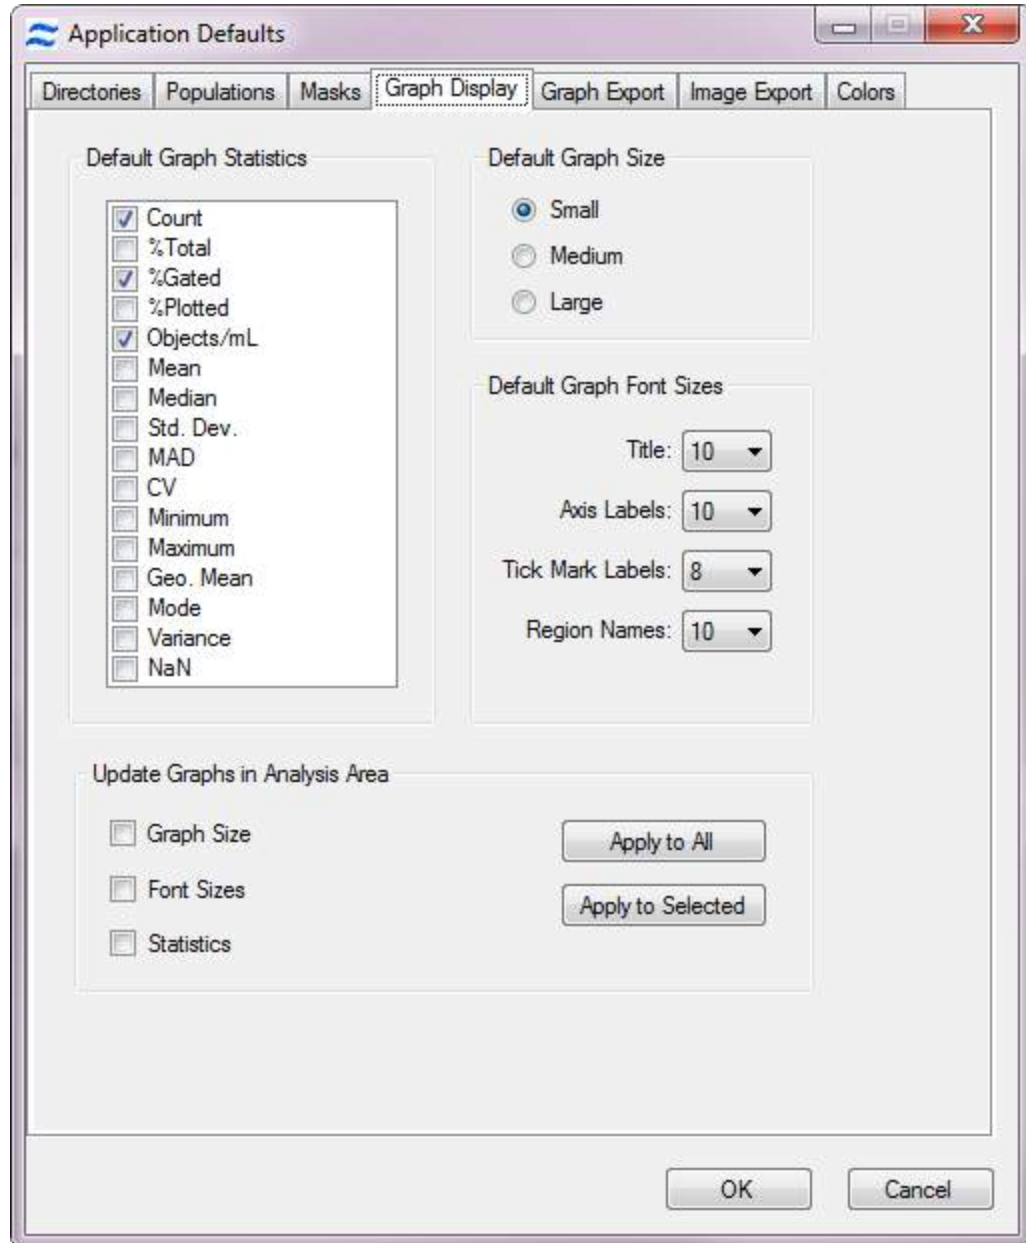 Application Defaults
Directories Populations Masks Graph Display Graph Export Image Export Colors
Default Graph Statistics
Count
%Total
%Gated
%Plotted
Objects/mL
Mean
Median
Std. Dev.
MAD
CV
Minimum
Maximum
Geo. Mean
Mode
Variance
NaN
Default Graph Size
Small
Medium
Large
Default Graph Font Sizes
Title: 10
Axis Labels: 10
Tick Mark Labels: 8
Region Names: 10
Update Graphs in Analysis Area
Graph Size
Font Sizes
Statistics
Apply to All
Apply to Selected
OK Cancel